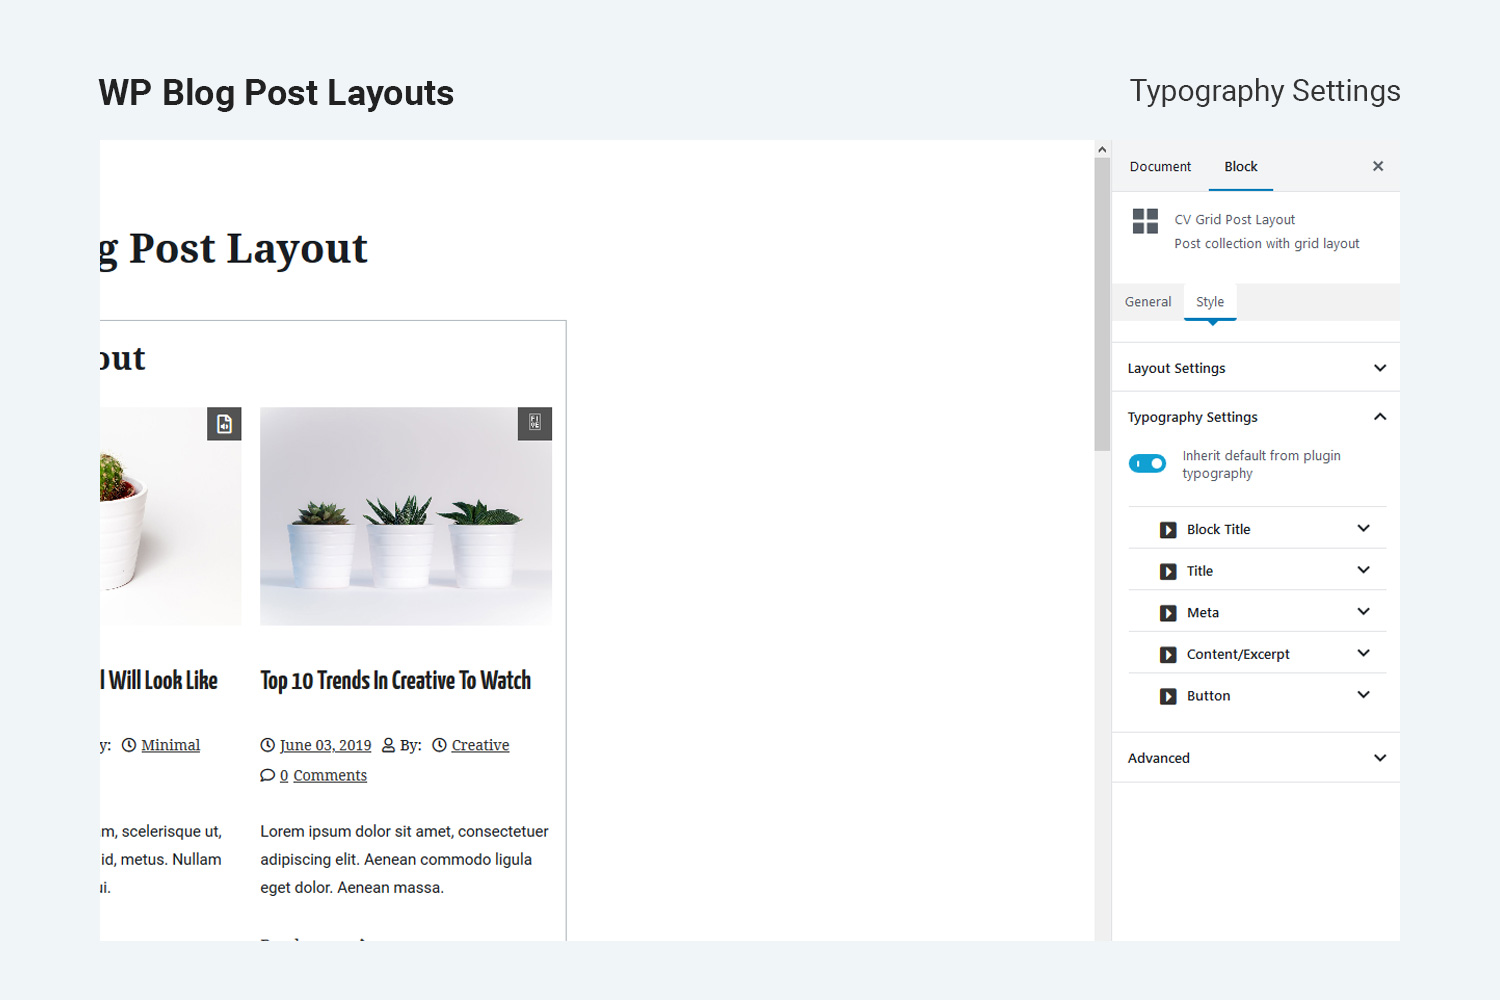 WP Blog Post Layouts
Typography Settings
g Post Layout
out
l Will Look Like
Top 10 Trends In Creative To Watch
y: Minimal
June 03, 2019 By: Creative
0 Comments
m, scelerisque ut,
id, metus. Nullam
ui.
Lorem ipsum dolor sit amet, consectetuer
adipiscing elit. Aenean commodo ligula
eget dolor. Aenean massa.
Document Block
CV Grid Post Layout
Post collection with grid layout
General Style
Layout Settings
Typography Settings
Inherit default from plugin
typography
Block Title
Title
Meta
Content/Excerpt
Button
Advanced